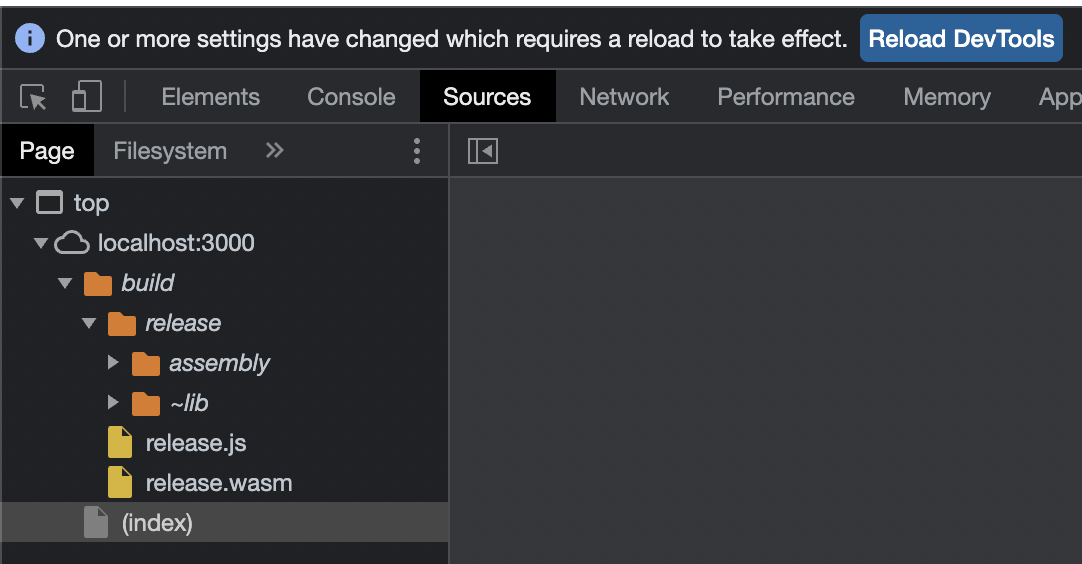 One or more settings have changed which requires a reload to take effect. Reload DevTools
Elements Console Sources Network Performance Memory App
Page Filesystem
top
localhost:3000
build
release
assembly
~lib
release.js
release.wasm
(index)